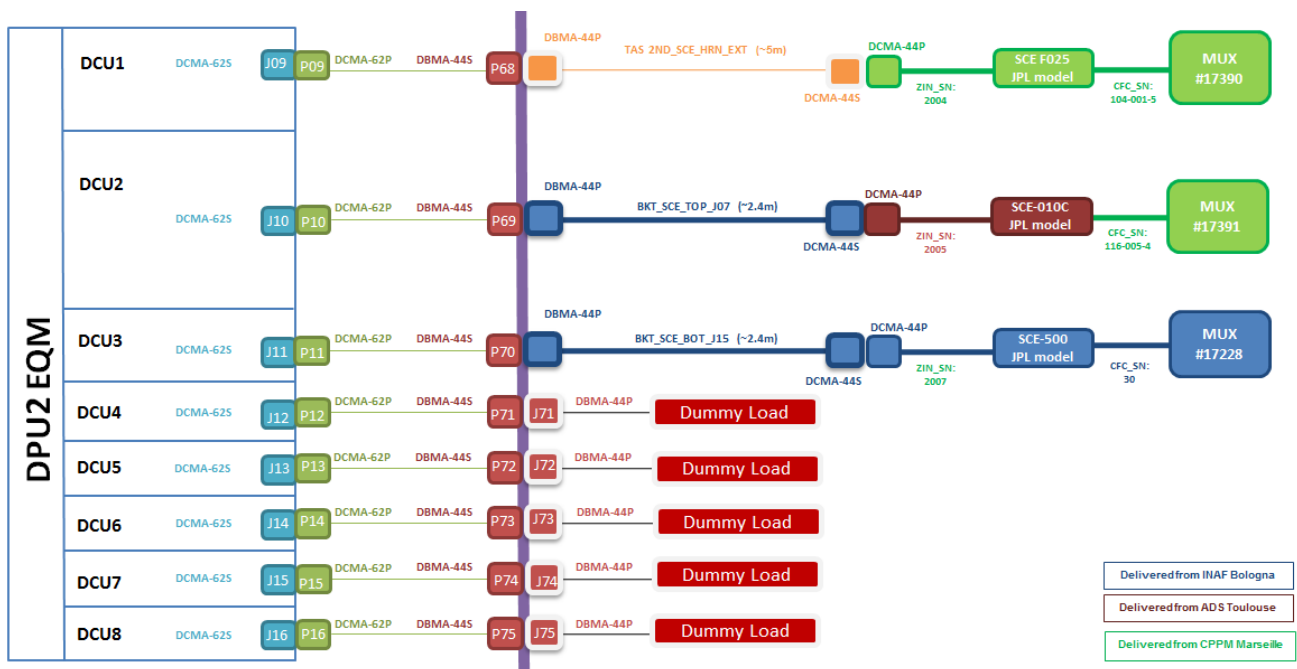 DPU2 EQM
DCU1
DCMA-62S
J09
P09
DCMA-62P
DBMA-44S
P68
DBMA-44P
TAS 2ND_SCE_HRN_EXT (~5m)
DCMA-44S
DCMA-44P
ZIN_SN:
2004
SCE F025
JPL model
CFC_SN:
104-001-5
MUX
#17390
DCU2
DCMA-62S
J10
P10
DCMA-62P
DBMA-44S
P69
DBMA-44P
BKT_SCE_TOP_J07 (~2.4m)
DCMA-44S
DCMA-44P
ZIN_SN:
2005
SCE-010C
JPL model
CFC_SN:
116-005-4
MUX
#17391
DCU3
DCMA-62S
J11
P11
DCMA-62P
DBMA-44S
P70
DBMA-44P
BKT_SCE_BOT_J15 (~2.4m)
DCMA-44S
DCMA-44P
ZIN_SN:
2007
SCE-500
JPL model
CFC_SN:
30
MUX
#17228
DCU4
DCMA-62S
J12
P12
DCMA-62P
DBMA-44S
P71
J71
DBMA-44P
Dummy Load
DCU5
DCMA-62S
J13
P13
DCMA-62P
DBMA-44S
P72
J72
DBMA-44P
Dummy Load
DCU6
DCMA-62S
J14
P14
DCMA-62P
DBMA-44S
P73
J73
DBMA-44P
Dummy Load
DCU7
DCMA-62S
J15
P15
DCMA-62P
DBMA-44S
P74
J74
DBMA-44P
Dummy Load
DCU8
DCMA-62S
J16
P16
DCMA-62P
DBMA-44S
P75
J75
DBMA-44P
Dummy Load
Delivered from INAF Bologna
Delivered from ADS Toulouse
Delivered from CPPM Marseille